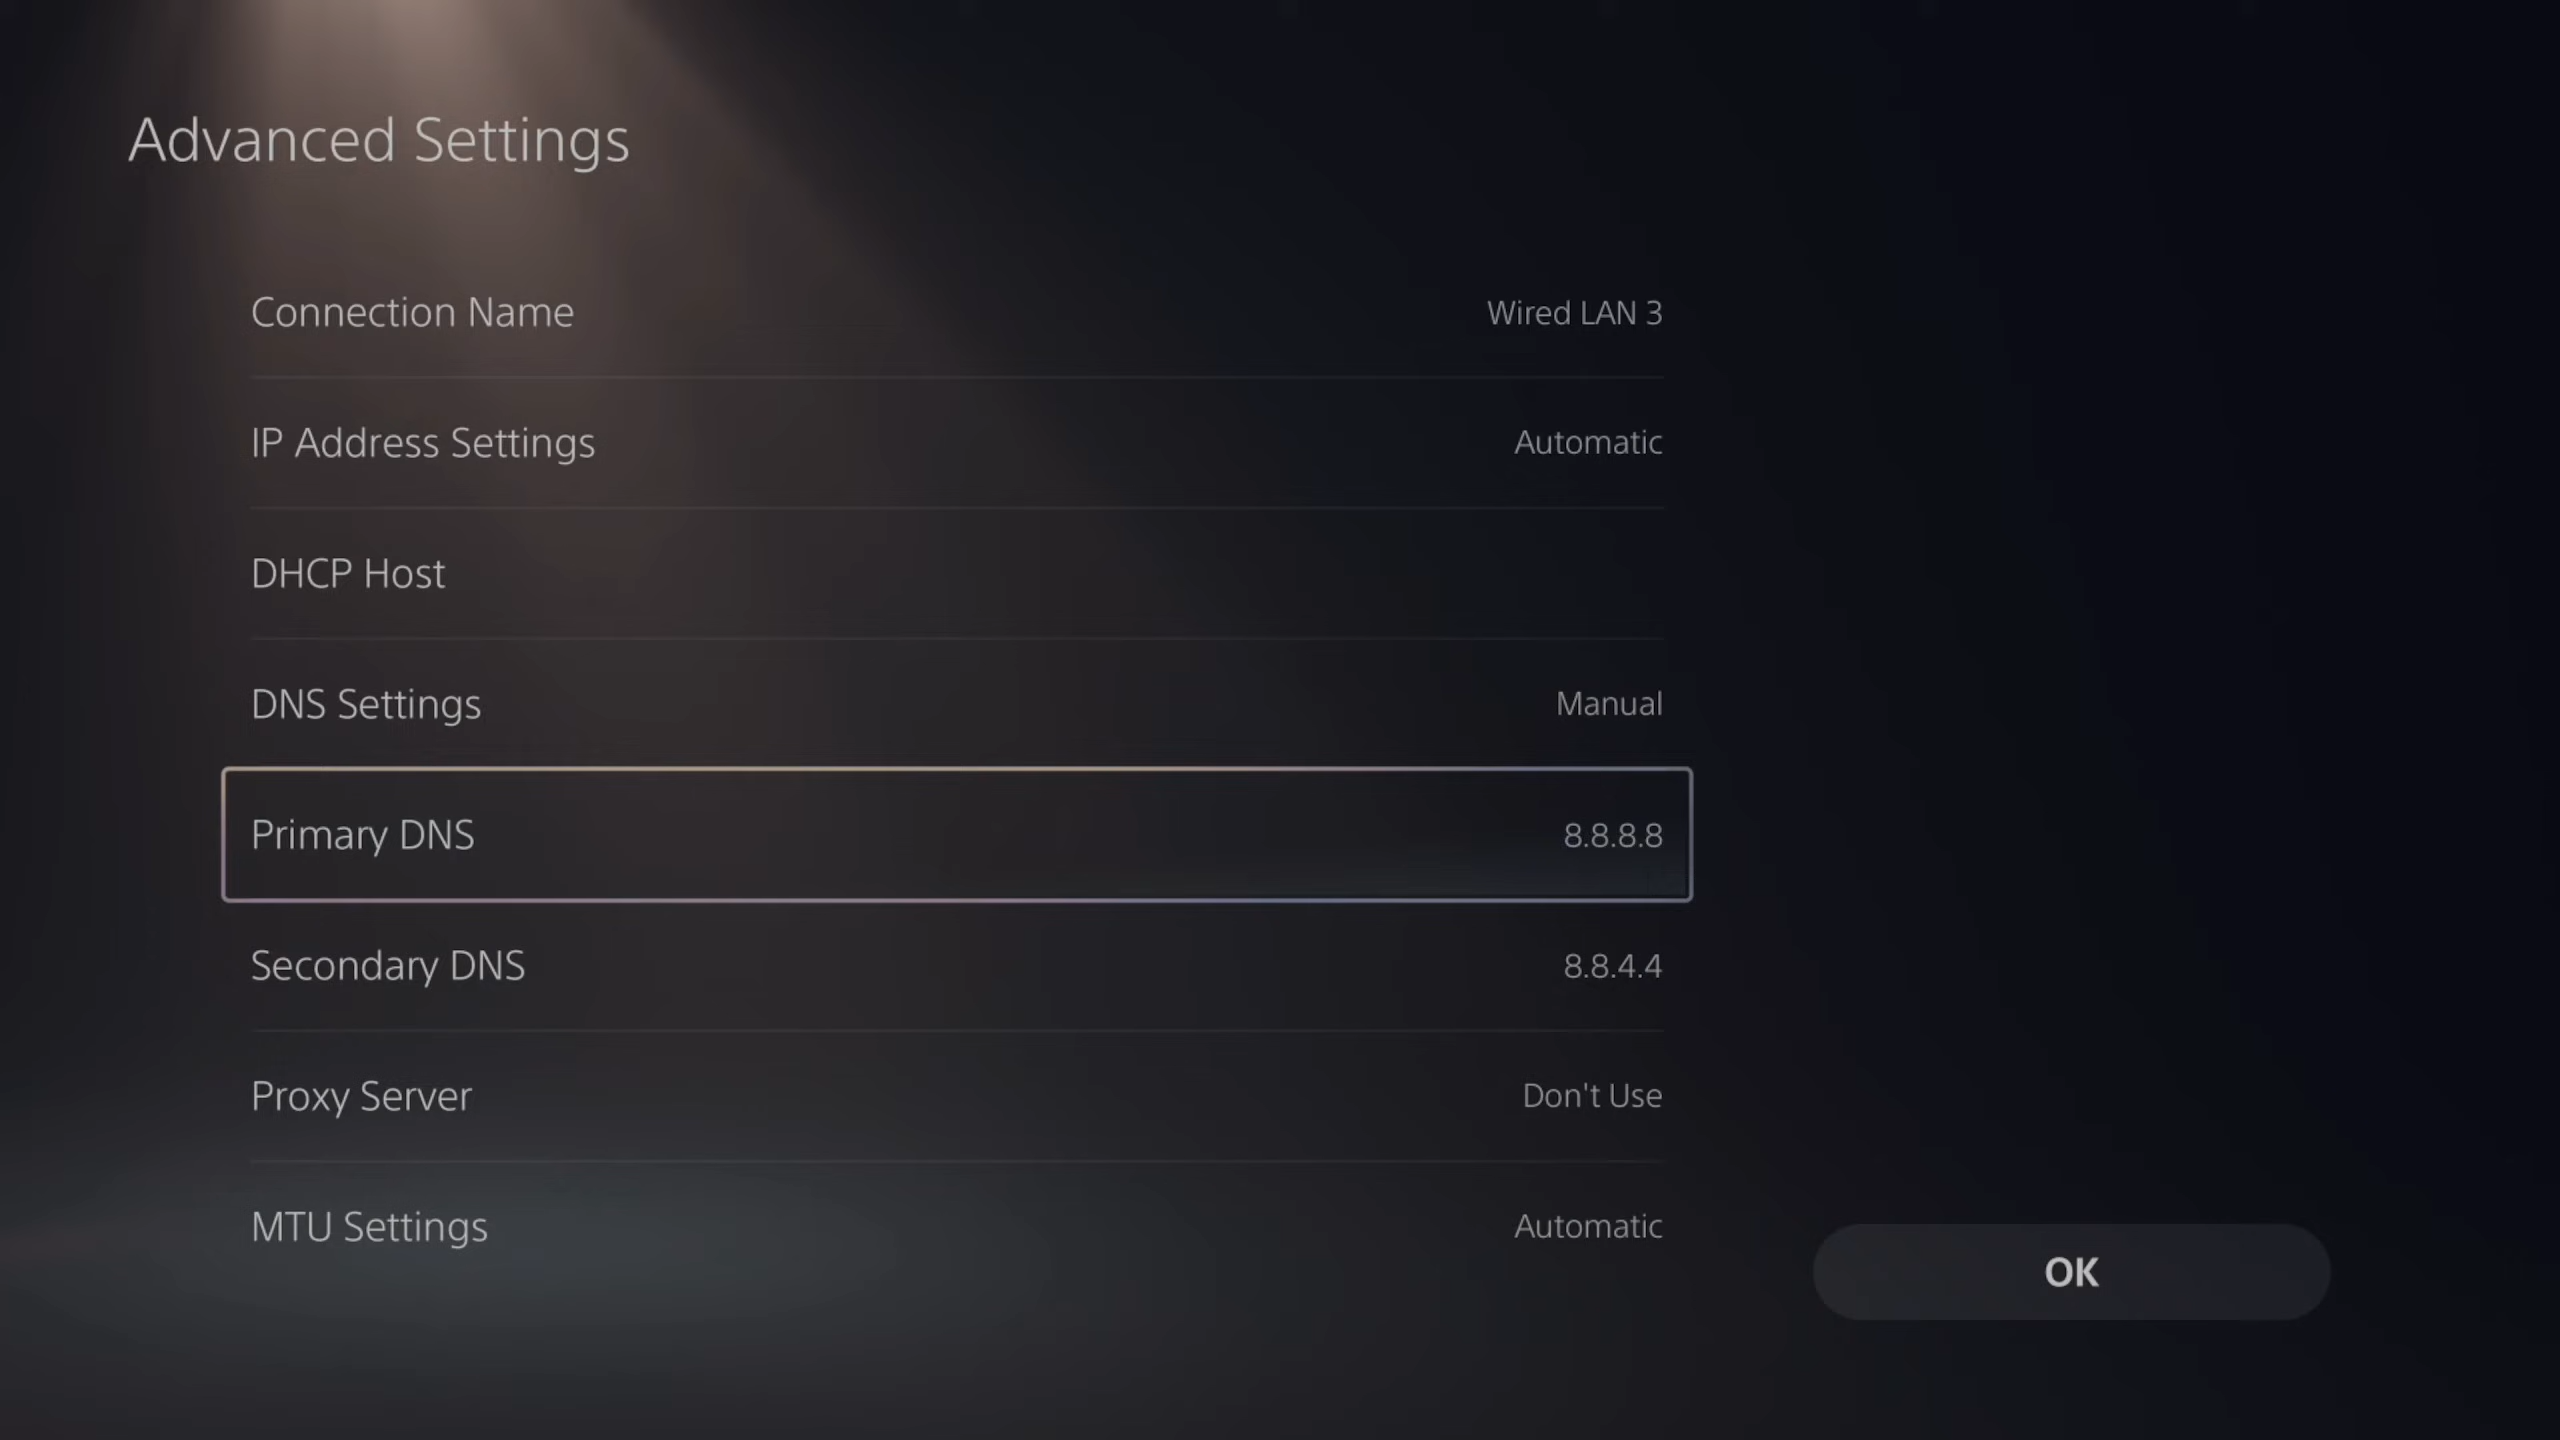 Advanced Settings
Connection Name Wired LAN 3
IP Address Settings Automatic
DHCP Host
DNS Settings Manual
Primary DNS 8.8.8.8
Secondary DNS 8.8.4.4
Proxy Server Don't Use
MTU Settings Automatic
OK